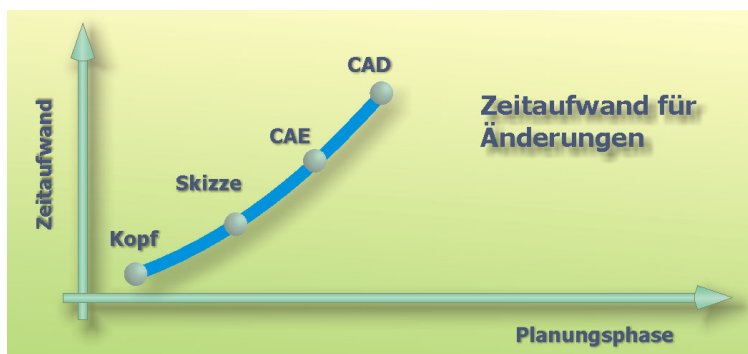 CAD
Zeitaufwand für
Änderungen
CAE
Skizze
Kopf
Zeitaufwand
Planungsphase